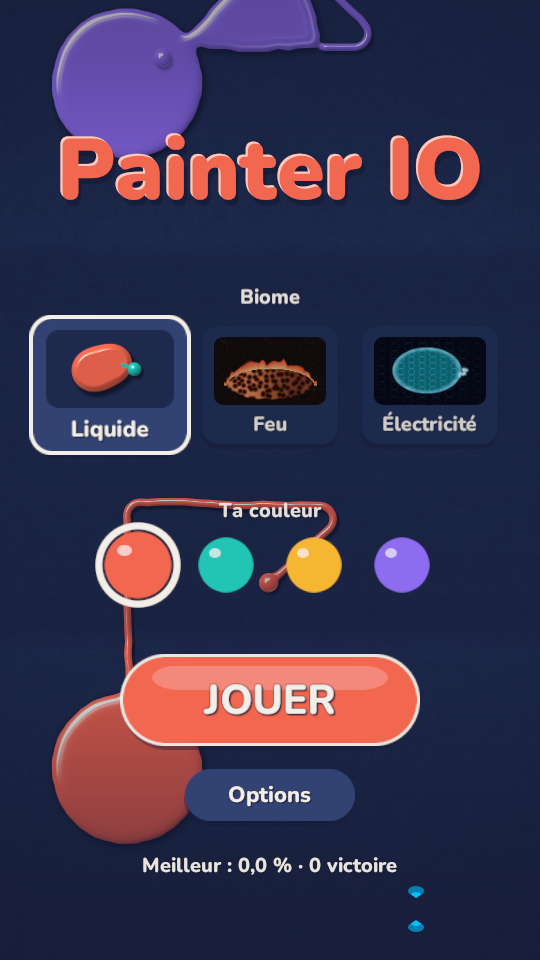 Painter IO
Biome
Liquide
Feu
Électricité
Ta couleur
JOUER
Options
Meilleur : 0,0 % · 0 victoire